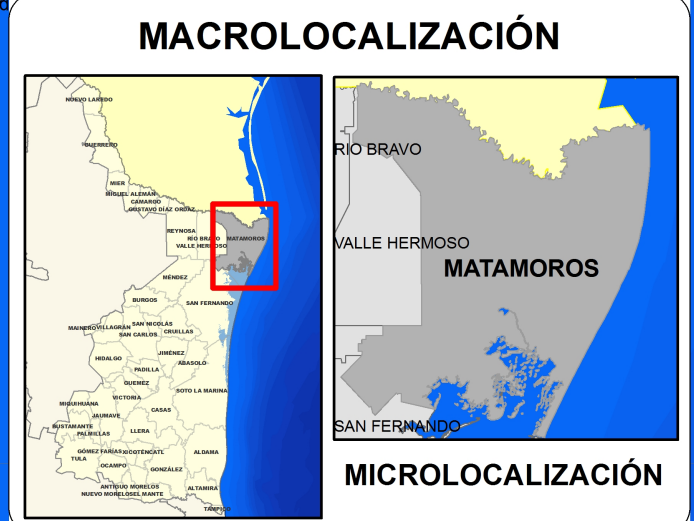 d
MACROLOCALIZACIÓN
NUEVO LAREDO
GUERRERO
MIER
MIGUEL ALEMÁN
CAMARGO
GUSTAVO DÍAZ ORDAZ
REYNOSA
RÍO BRAVO
MATAMOROS
VALLE HERMOSO
MÉNDEZ
BURGOS
SAN FERNANDO
MAINERO
VILLAGRÁN
SAN NICOLÁS
SAN CARLOS
CRUILLAS
HIDALGO
JIMÉNEZ
ABASOLO
PADILLA
GUEMEZ
SOTO LA MARINA
MIQUIHUANA
VICTORIA
CASAS
JAUMAVE
BUSTAMANTE
PALMILLAS
LLERA
GÓMEZ FARÍAS
XICOTÉNCATL
ALDAMA
TULA
OCAMPO
GONZÁLEZ
ANTIGUO MORELOS
NUEVO MORELOS
EL MANTE
ALTAMIRA
TAMPICO
RIO BRAVO
VALLE HERMOSO
MATAMOROS
SAN FERNANDO
MICROLOCALIZACIÓN